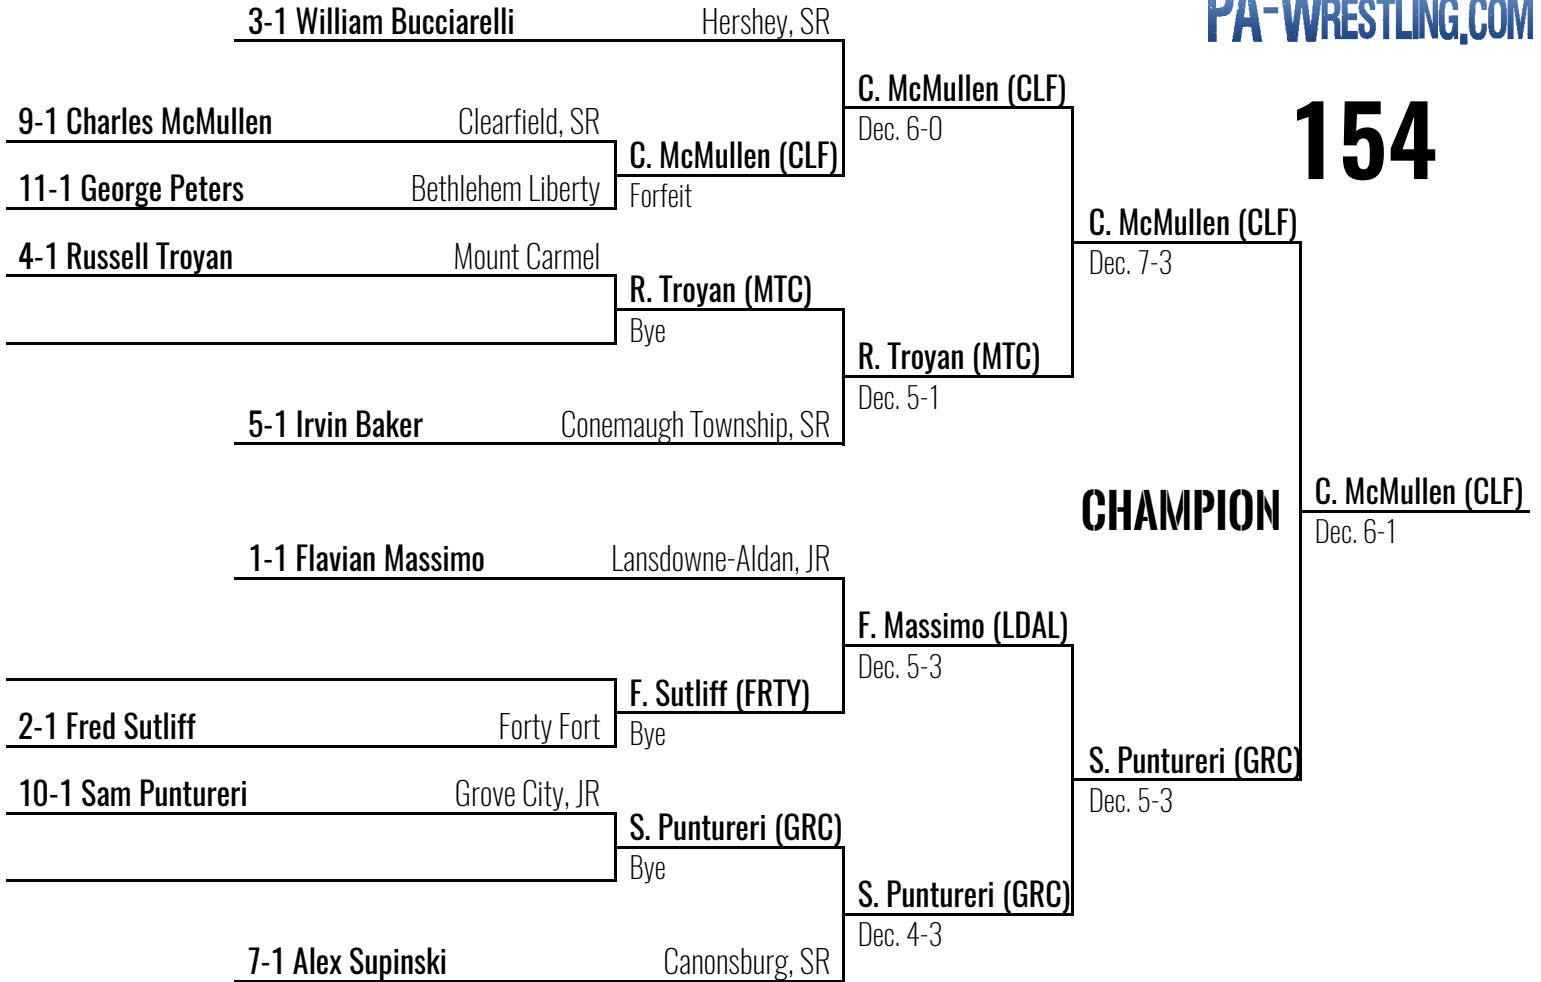 3-1 William Bucciarelli Hershey, SR
PA-WRESTLING.COM
C. McMullen (CLF)
154
9-1 Charles McMullen Clearfield, SR
Dec. 6-0
C. McMullen (CLF)
11-1 George Peters Bethlehem Liberty
Forfeit
C. McMullen (CLF)
4-1 Russell Troyan Mount Carmel
Dec. 7-3
R. Troyan (MTC)
Bye
R. Troyan (MTC)
Dec. 5-1
5-1 Irvin Baker Conemaugh Township, SR
CHAMPION
C. McMullen (CLF)
Dec. 6-1
1-1 Flavian Massimo Lansdowne-Aldan, JR
F. Massimo (LDAL)
Dec. 5-3
F. Sutliff (FRTY)
2-1 Fred Sutliff Forty Fort
Bye
S. Puntureri (GRC)
10-1 Sam Puntureri Grove City, JR
Dec. 5-3
S. Puntureri (GRC)
Bye
S. Puntureri (GRC)
Dec. 4-3
7-1 Alex Supinski Canonsburg, SR